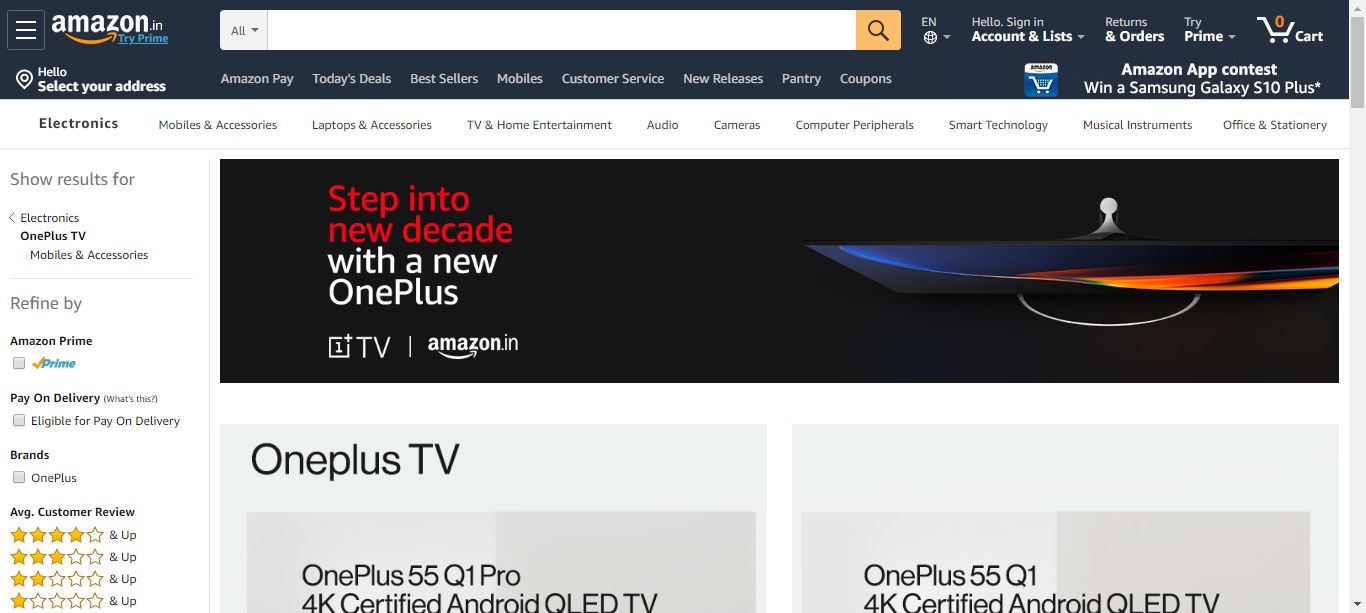 amazon.in
Try Prime
All
EN
Hello. Sign in
Account & Lists
Returns
& Orders
Try
Prime
0
Cart
Hello
Select your address
Amazon Pay
Today's Deals
Best Sellers
Mobiles
Customer Service
New Releases
Pantry
Coupons
amazon
Amazon App contest
Win a Samsung Galaxy S10 Plus*
Electronics
Mobiles & Accessories
Laptops & Accessories
TV & Home Entertainment
Audio
Cameras
Computer Peripherals
Smart Technology
Musical Instruments
Office & Stationery
Show results for
Electronics
OnePlus TV
Mobiles & Accessories
Refine by
Amazon Prime
Prime
Pay On Delivery (What's this?)
Eligible for Pay On Delivery
Brands
OnePlus
Avg. Customer Review
& Up
& Up
& Up
& Up
Step into
new decade
with a new
OnePlus
1+ TV | amazon.in
Oneplus TV
OnePlus 55 Q1 Pro
4K Certified Android QLED TV
OnePlus 55 Q1
4K Certified Android QLED TV